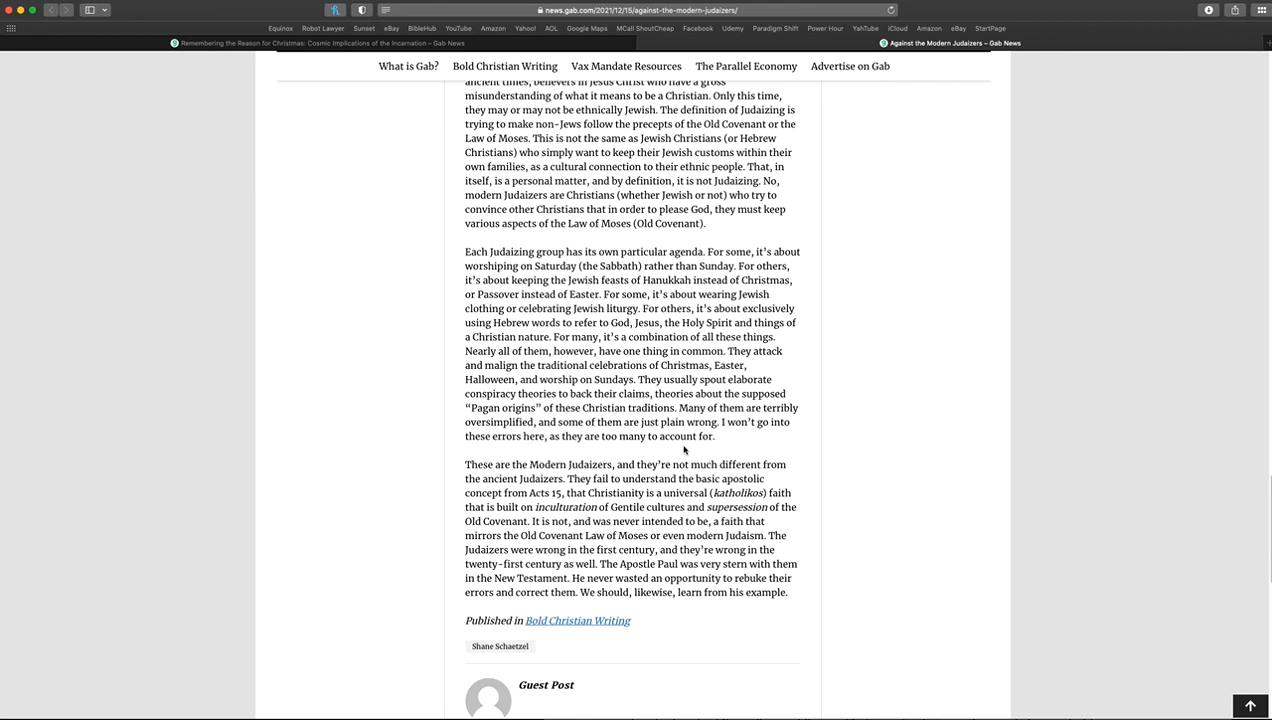 news.gab.com/2021/12/15/against-the-modern-judaizers/
Equinox Robot Lawyer Sunset eBay BibleHub YouTube Amazon Yahoo! AOL Google Maps MCall ShoutCheap Facebook Udemy Paradigm Shift Power Hour YahTube iCloud Amazon eBay StartPage
Remembering the Reason for Christmas: Cosmic Implications of the Incarnation – Gab News
Against the Modern Judaizers – Gab News
What is Gab? Bold Christian Writing Vax Mandate Resources The Parallel Economy Advertise on Gab
ancient times, believers in Jesus Christ who have a gross
misunderstanding of what it means to be a Christian. Only this time,
they may or may not be ethnically Jewish. The definition of Judaizing is
trying to make non-Jews follow the precepts of the Old Covenant or the
Law of Moses. This is not the same as Jewish Christians (or Hebrew
Christians) who simply want to keep their Jewish customs within their
own families, as a cultural connection to their ethnic people. That, in
itself, is a personal matter, and by definition, it is not Judaizing. No,
modern Judaizers are Christians (whether Jewish or not) who try to
convince other Christians that in order to please God, they must keep
various aspects of the Law of Moses (Old Covenant).
Each Judaizing group has its own particular agenda. For some, it's about
worshiping on Saturday (the Sabbath) rather than Sunday. For others,
it's about keeping the Jewish feasts of Hanukkah instead of Christmas,
or Passover instead of Easter. For some, it's about wearing Jewish
clothing or celebrating Jewish liturgy. For others, it's about exclusively
using Hebrew words to refer to God, Jesus, the Holy Spirit and things of
a Christian nature. For many, it's a combination of all these things.
Nearly all of them, however, have one thing in common. They attack
and malign the traditional celebrations of Christmas, Easter,
Halloween, and worship on Sundays. They usually spout elaborate
conspiracy theories to back their claims, theories about the supposed
“Pagan origins” of these Christian traditions. Many of them are terribly
oversimplified, and some of them are just plain wrong. I won't go into
these errors here, as they are too many to account for.
These are the Modern Judaizers, and they're not much different from
the ancient Judaizers. They fail to understand the basic apostolic
concept from Acts 15, that Christianity is a universal (katholikos) faith
that is built on inculturation of Gentile cultures and supersession of the
Old Covenant. It is not, and was never intended to be, a faith that
mirrors the Old Covenant Law of Moses or even modern Judaism. The
Judaizers were wrong in the first century, and they're wrong in the
twenty-first century as well. The Apostle Paul was very stern with them
in the New Testament. He never wasted an opportunity to rebuke their
errors and correct them. We should, likewise, learn from his example.
Published in Bold Christian Writing
Shane Schaetzel
Guest Post